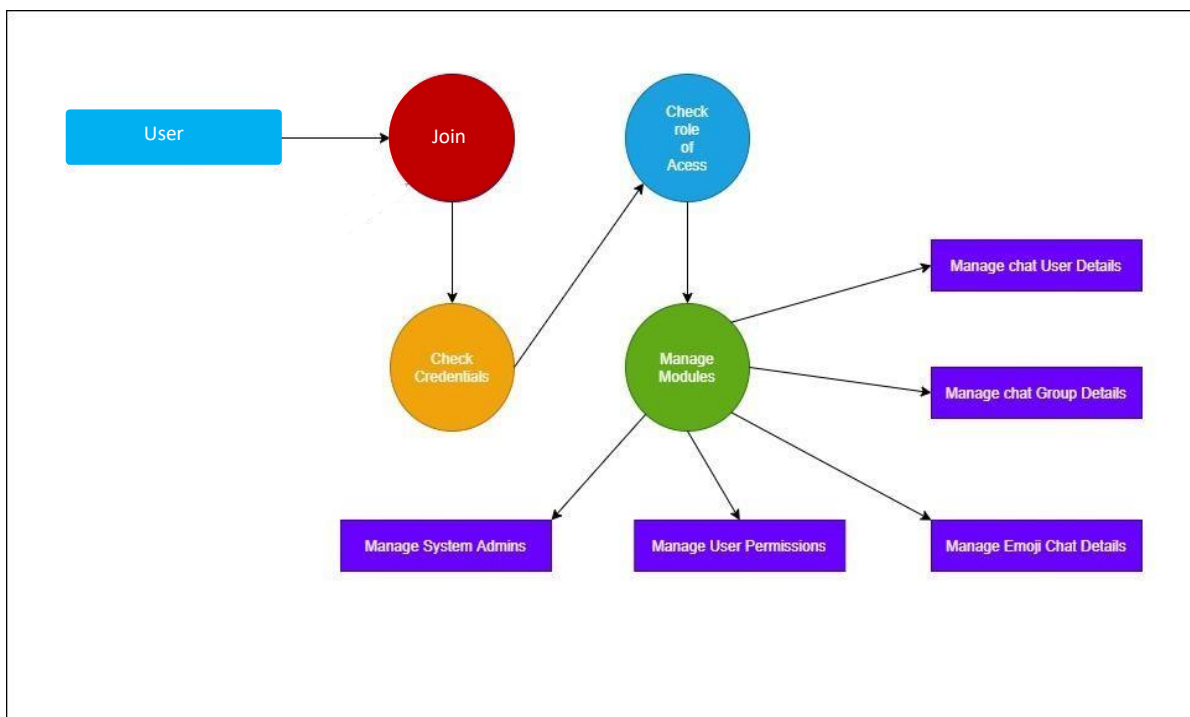 User
Join
Check
role
of
Acess
Manage chat User Details
Check
Credentials
Manage
Modules
Manage chat Group Details
Manage System Admins
Manage User Permissions
Manage Emoji Chat Details